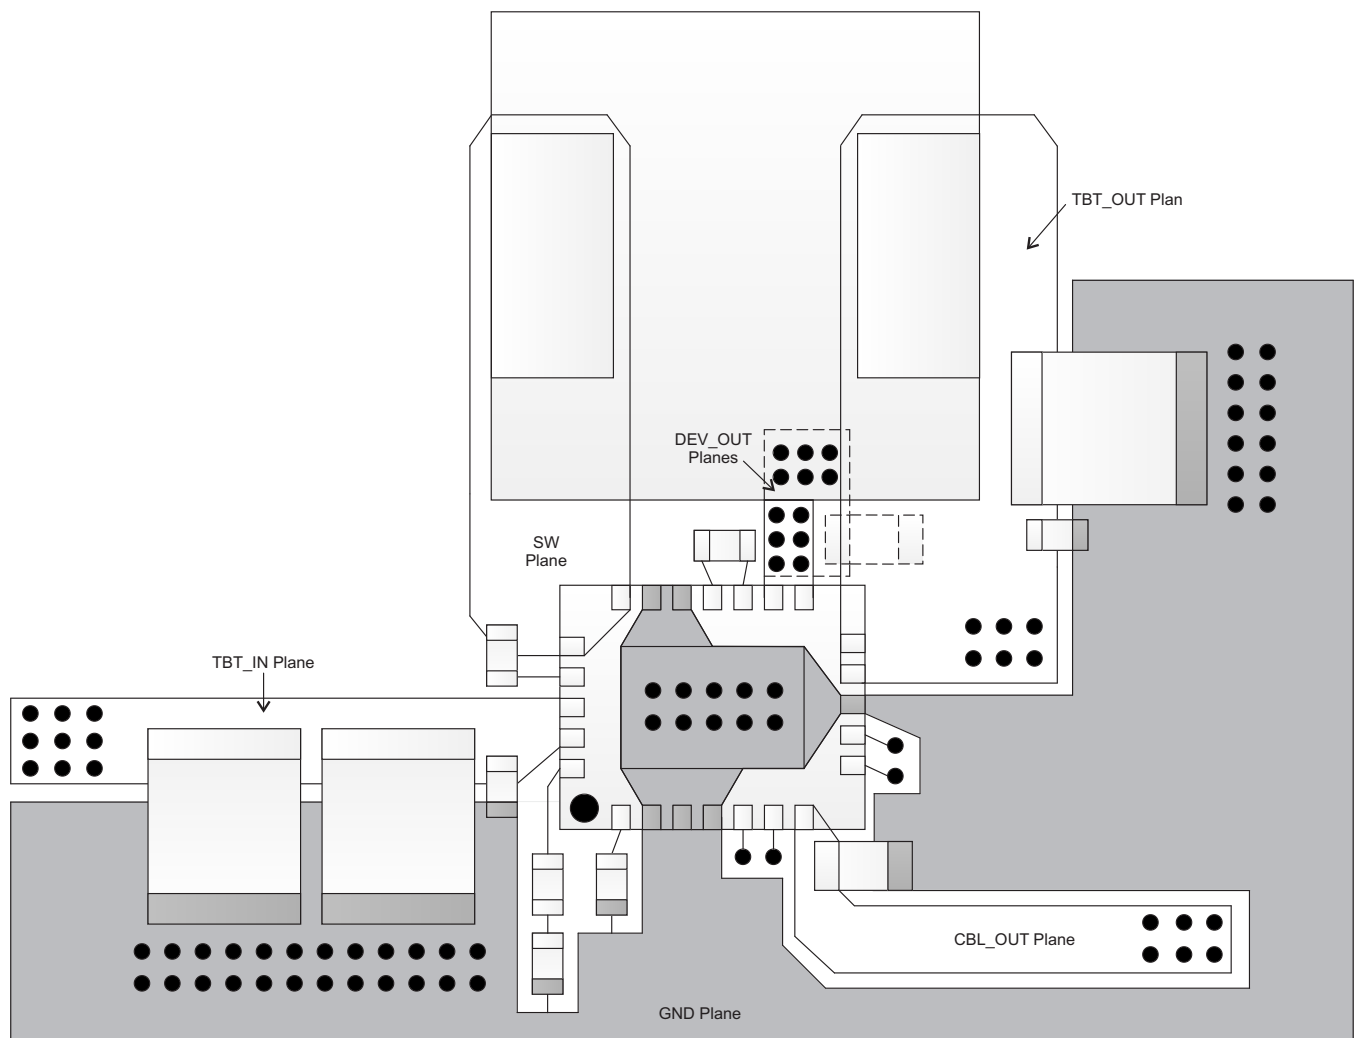 TBT_OUT Plan
DEV_OUT
Planes
SW
Plane
TBT_IN Plane
CBL_OUT Plane
GND Plane